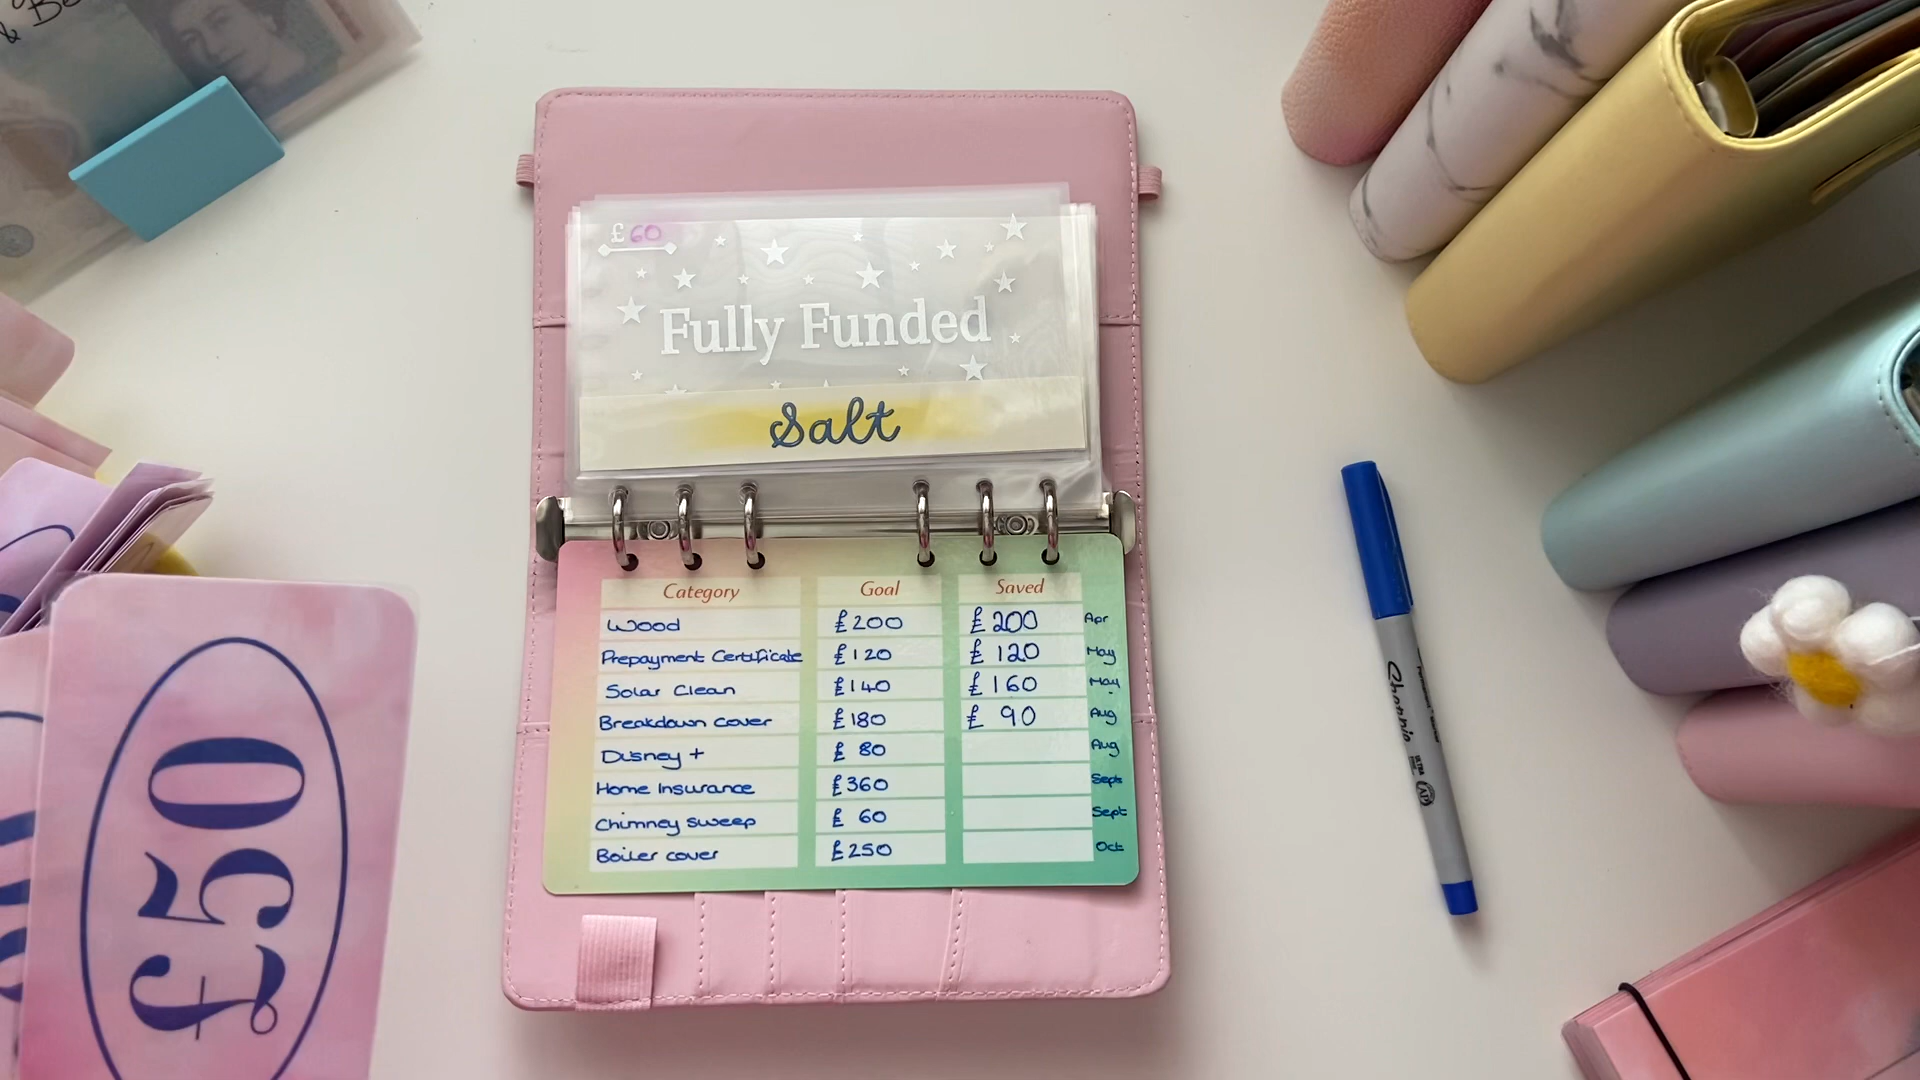 & Be
£60
Fully Funded
Salt
Category Goal Saved
Wood £200 £200 Apr
Prepayment Certificate £120 £120 May
Solar Clean £140 £160 May
Breakdown cover £180 £90 Aug
Disney + £80 Aug
Home Insurance £360 Sept
Chimney Sweep £60 Sept
Boiler cover £250 Oct
£50
Sharpie